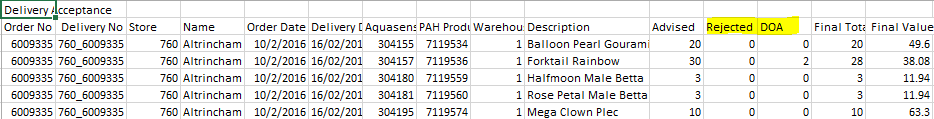 Delivery Acceptance
Order No Delivery No Store Name Order Date Delivery D Aquasens PAH Produ Warehou Description Advised Rejected DOA Final Tota Final Value
6009335 760_6009335 760 Altrincham 10/2/2016 16/02/201 304155 7119534 1 Balloon Pearl Gourami 20 0 0 20 49.6
6009335 760_6009335 760 Altrincham 10/2/2016 16/02/201 304157 7119536 1 Forktail Rainbow 30 0 2 28 38.08
6009335 760_6009335 760 Altrincham 10/2/2016 16/02/201 304180 7119559 1 Halfmoon Male Betta 3 0 0 3 11.94
6009335 760_6009335 760 Altrincham 10/2/2016 16/02/201 304181 7119560 1 Rose Petal Male Betta 3 0 0 3 11.94
6009335 760_6009335 760 Altrincham 10/2/2016 16/02/201 304195 7119574 1 Mega Clown Plec 10 0 0 10 63.3